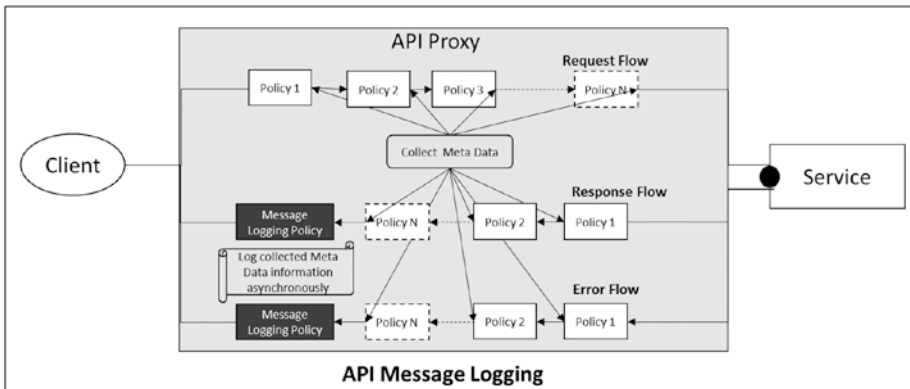 API Proxy
Request Flow
Policy 1
Policy 2
Policy 3
Policy N
Client
Collect Meta Data
Service
Response Flow
Message
Logging Policy
Policy N
Policy 2
Policy 1
Log collected Meta
Data information
asynchronously
Error Flow
Message
Logging Policy
Policy N
Policy 2
Policy 1
API Message Logging